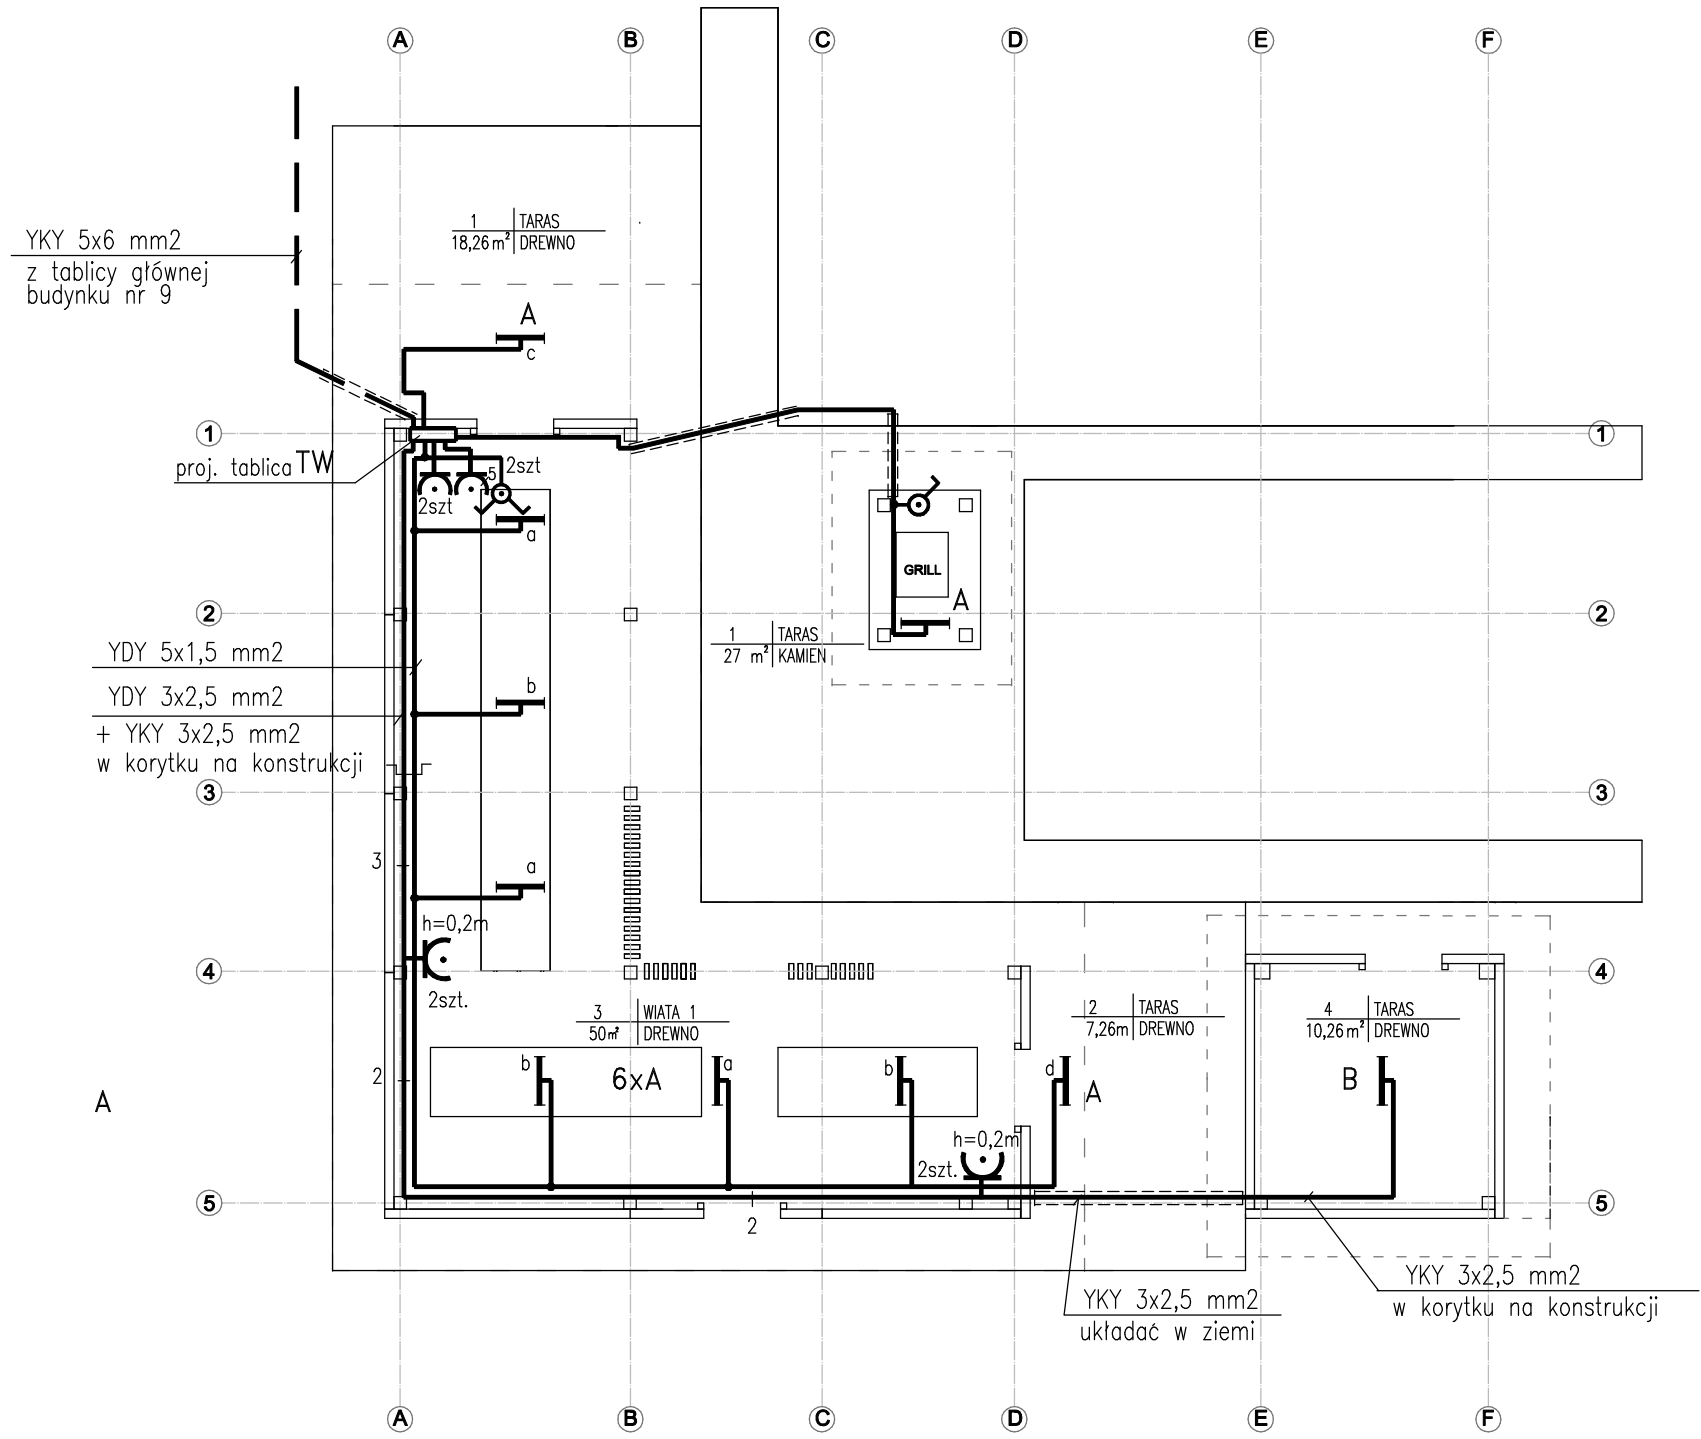 A B C D E F
1 TARAS
18,26 m² DREWNO
YKY 5x6 mm2
z tablicy głównej
budynku nr 9
A
c
1 1
proj. tablica TW
2szt
x5
2szt
a
GRILL
A
2 2
1 TARAS
27 m² KAMIEN
YDY 5x1,5 mm2
b
YDY 3x2,5 mm2
+ YKY 3x2,5 mm2
w korytku na konstrukcji
3 3
3
a
h=0,2m
4 4
2szt.
3 WIATA 1
50m² DREWNO
2 TARAS
7,26m DREWNO
4 TARAS
10,26 m² DREWNO
b a b d
2 6xA A B
A
h=0,2m
2szt.
5 5
2
YKY 3x2,5 mm2
w korytku na konstrukcji
YKY 3x2,5 mm2
układać w ziemi
A B C D E F